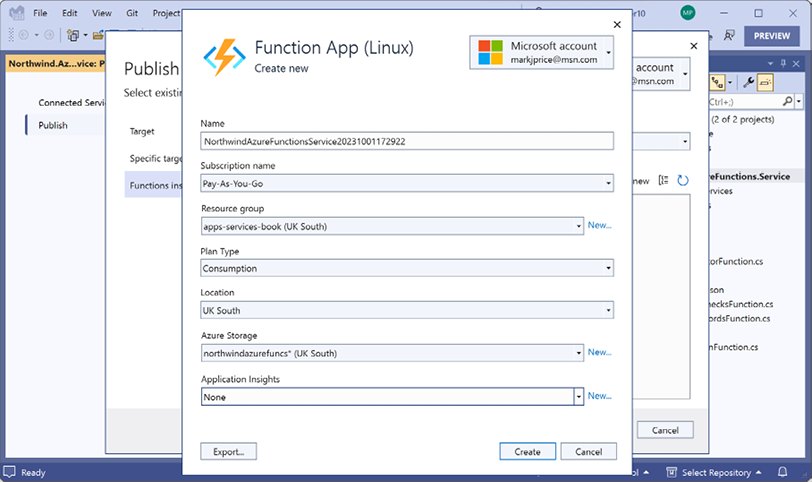 File Edit View Git Project
MP
PREVIEW
Northwind.Az...vice: P
Connected Servi
Publish
Publish
Select existin
Target
Specific targe
Functions ins
Function App (Linux)
Create new
Microsoft account
markjprice@msn.com
Name
NorthwindAzureFunctionsService20231001172922
Subscription name
Pay-As-You-Go
Resource group
apps-services-book (UK South)
New...
Plan Type
Consumption
Location
UK South
Azure Storage
northwindazurefuncs* (UK South)
New...
Application Insights
None
New...
Export...
Create
Cancel
account
@msn.com
new
Cancel
Ctrl+;)
(2 of 2 projects)
reFunctions.Service
rvices
torFunction.cs
son
hecksFunction.cs
ordsFunction.cs
nFunction.cs
Ready
Select Repository